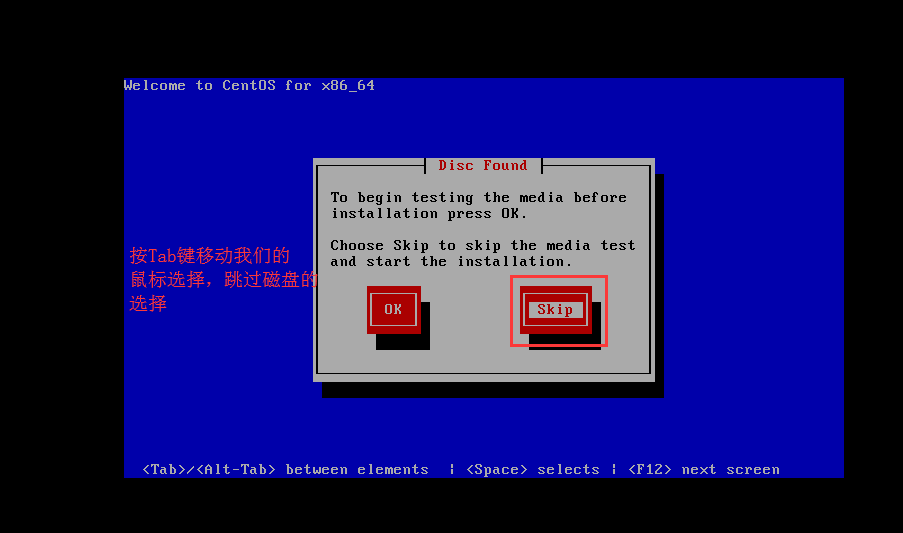 Welcome to CentOS for x86_64
Disc Found
To begin testing the media before
installation press OK.
Choose Skip to skip the media test
and start the installation.
按Tab键移动我们的
鼠标选择，跳过磁盘的
选择
OK
Skip
<Tab>/<Alt-Tab> between elements | <Space> selects | <F12> next screen